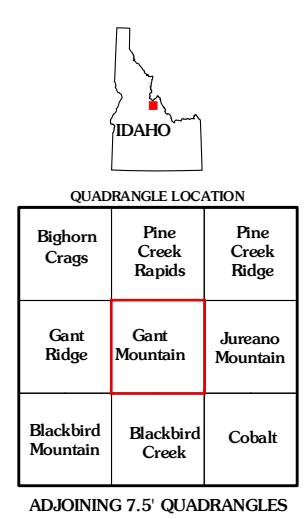 IDAHO
QUADRANGLE LOCATION
Bighorn
Crags
Pine
Creek
Rapids
Pine
Creek
Ridge
Gant
Ridge
Gant
Mountain
Jureano
Mountain
Blackbird
Mountain
Blackbird
Creek
Cobalt
ADJOINING 7.5' QUADRANGLES